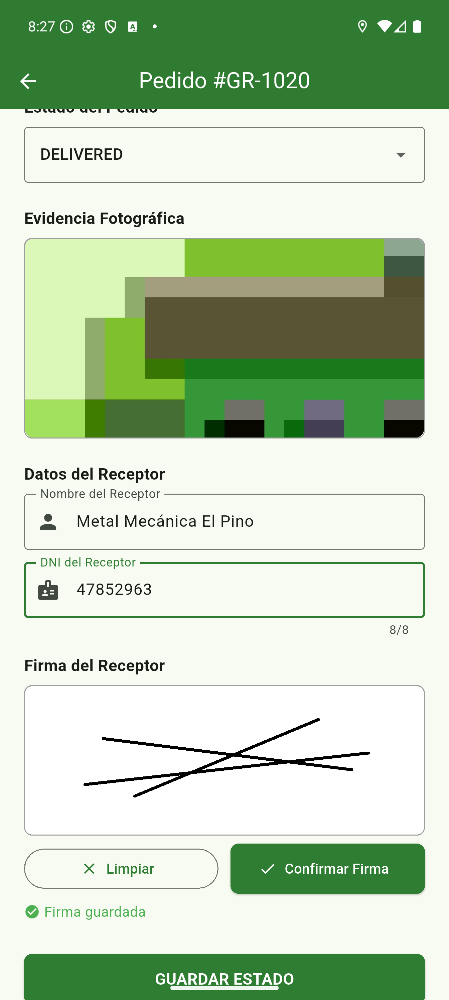 8:27
Pedido #GR-1020
Estado del Pedido
DELIVERED
Evidencia Fotográfica
Datos del Receptor
Nombre del Receptor
Metal Mecánica El Pino
DNI del Receptor
47852963
8/8
Firma del Receptor
Limpiar
Confirmar Firma
Firma guardada
GUARDAR ESTADO